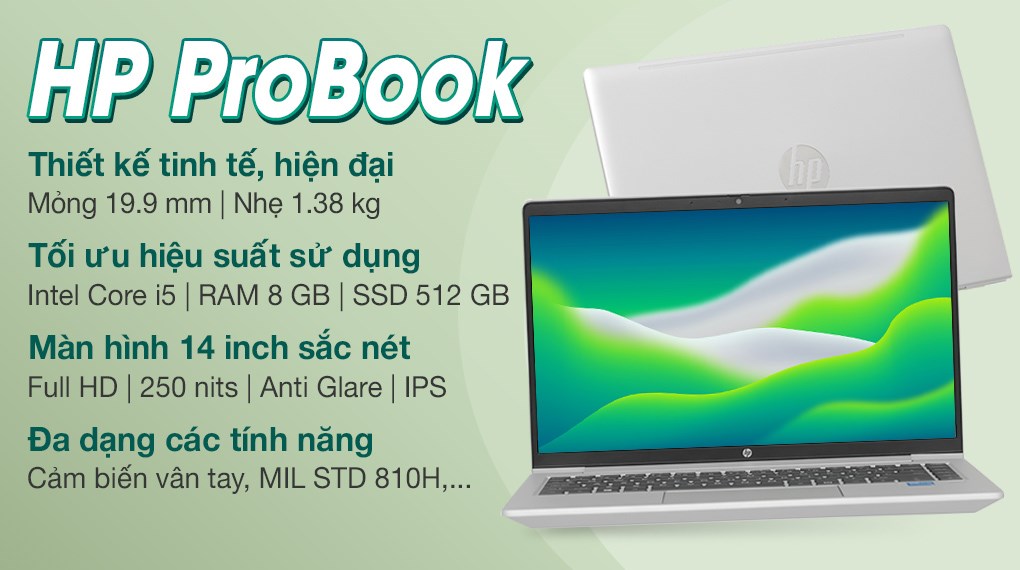 HP ProBook
Thiết kế tinh tế, hiện đại
Mỏng 19.9 mm | Nhẹ 1.38 kg
Tối ưu hiệu suất sử dụng
Intel Core i5 | RAM 8 GB | SSD 512 GB
Màn hình 14 inch sắc nét
Full HD | 250 nits | Anti Glare | IPS
Đa dạng các tính năng
Cảm biến vân tay, MIL STD 810H,...
hp
hp